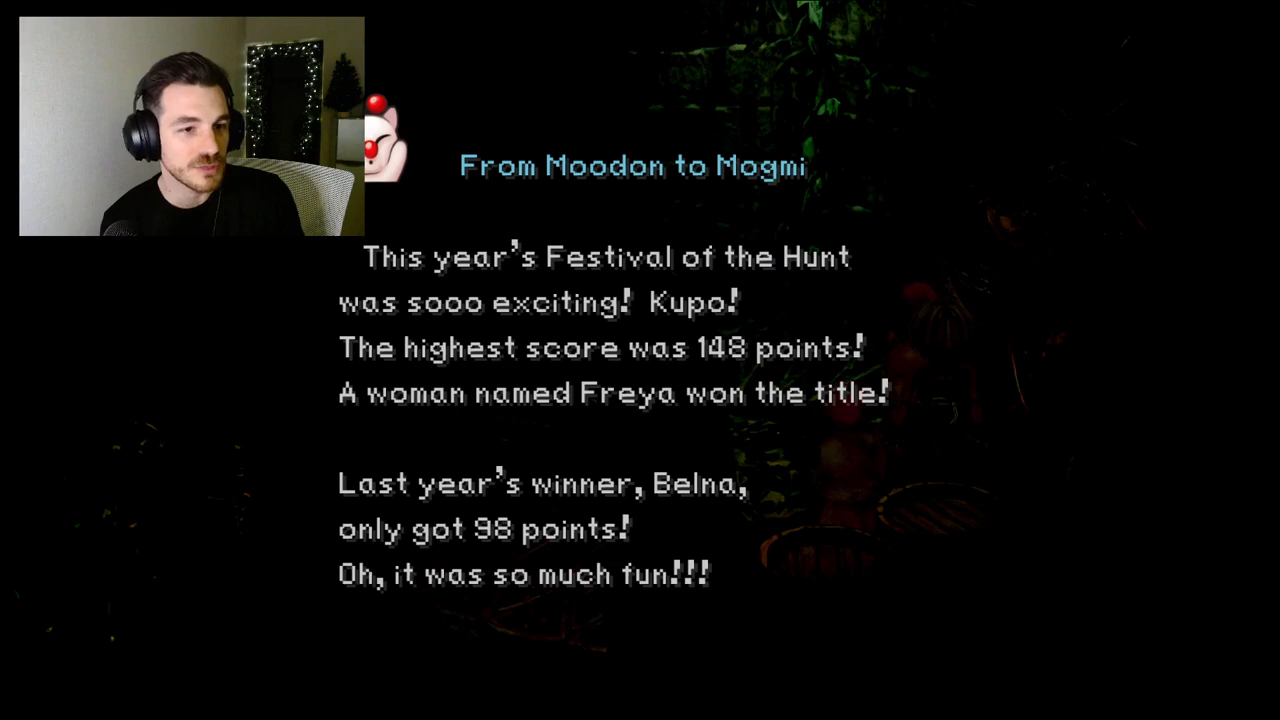 From Moodon to Mogmi
This year's Festival of the Hunt
was sooo exciting! Kupo!
The highest score was 148 points!
A woman named Freya won the title!
Last year's winner, Belna,
only got 98 points!
Oh, it was so much fun!!!